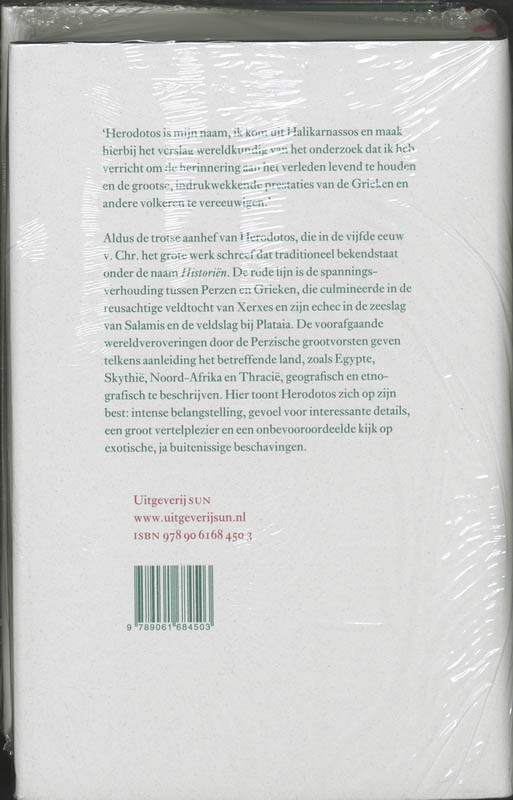 ‘Herodotos is mijn naam, ik kom uit Halikarnassos en maak
hierbij het verslag wereldkundig van het onderzoek dat ik heb
verricht om de herinnering aan het verleden levend te houden
en de grootse, indrukwekkende prestaties van de Grieken en
andere volkeren te vereeuwigen.’
Aldus de trotse aanhef van Herodotos, die in de vijfde eeuw
v. Chr. het grote werk schreef dat traditioneel bekendstaat
onder de naam Historiën. De rode lijn is de spannings-
verhouding tussen Perzen en Grieken, die culmineerde in de
reusachtige veldtocht van Xerxes en zijn echec in de zeeslag
van Salamis en de veldslag bij Plataia. De voorafgaande
wereldveroveringen door de Perzische grootvorsten geven
telkens aanleiding het betreffende land, zoals Egypte,
Skythië, Noord-Afrika en Thracië, geografisch en etno-
grafisch te beschrijven. Hier toont Herodotos zich op zijn
best: intense belangstelling, gevoel voor interessante details,
een groot vertelplezier en een onbevooroordeelde kijk op
exotische, ja buitenissige beschavingen.
Uitgeverij SUN
www.uitgeverijsun.nl
ISBN 978 90 6168 450 3
9 789061 684503